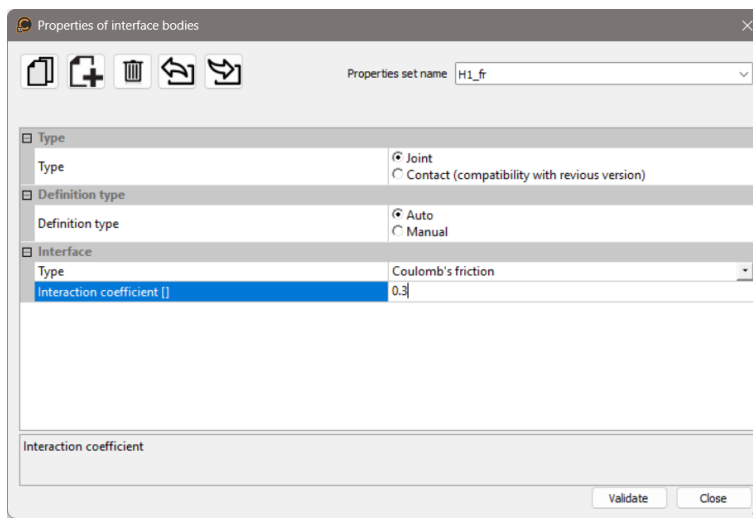 Properties of interface bodies
Properties set name H1_fr
Type
Type
Joint
Contact (compatibility with revious version)
Definition type
Definition type
Auto
Manual
Interface
Type Coulomb's friction
Interaction coefficient [] 0.3
Interaction coefficient
Validate Close